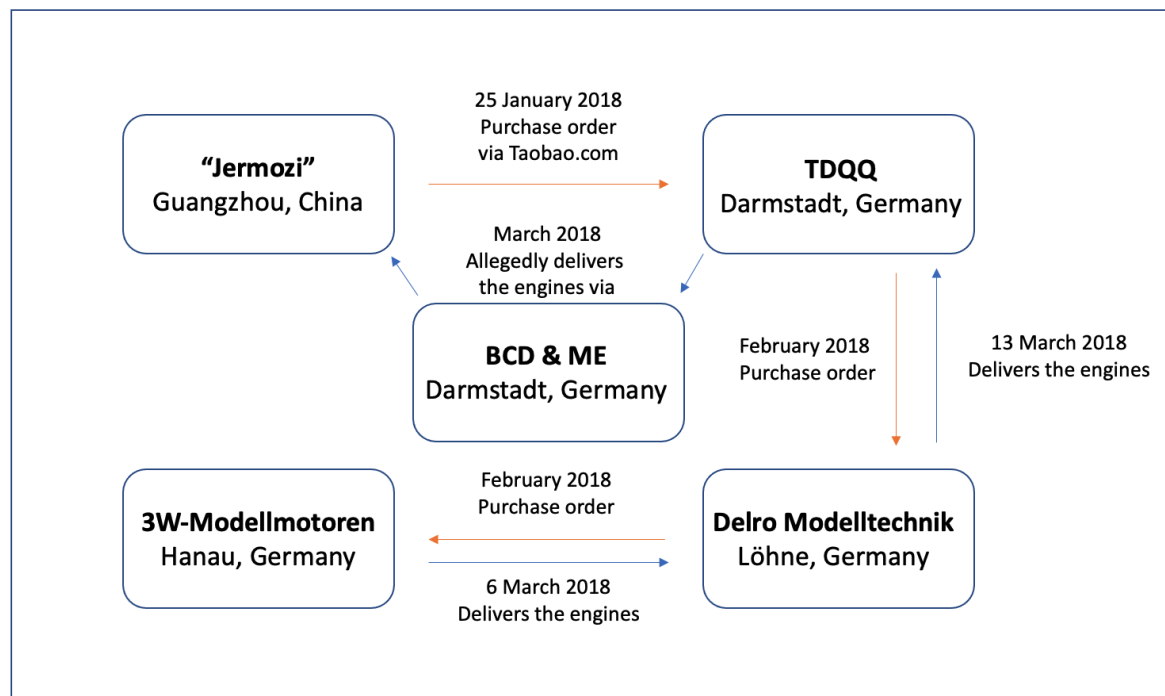 25 January 2018
Purchase order
via Taobao.com
“Jermozi”
Guangzhou, China
TDQQ
Darmstadt, Germany
March 2018
Allegedly delivers
the engines via
BCD & ME
Darmstadt, Germany
February 2018
Purchase order
13 March 2018
Delivers the engines
3W-Modellmotoren
Hanau, Germany
February 2018
Purchase order
6 March 2018
Delivers the engines
Delro Modelltechnik
Löhne, Germany